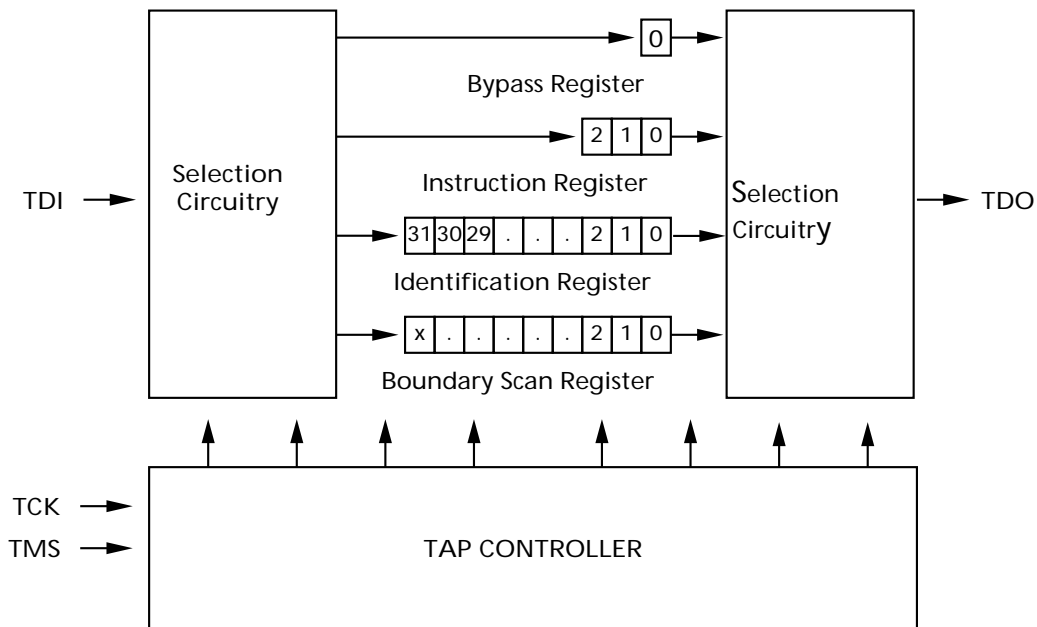 0
Bypass Register
2 1 0
Instruction Register
Selection
Circuitry
TDI
Selection
Circuitry
TDO
31 30 29 . . . 2 1 0
Identification Register
x . . . . . 2 1 0
Boundary Scan Register
TCK
TMS
TAP CONTROLLER